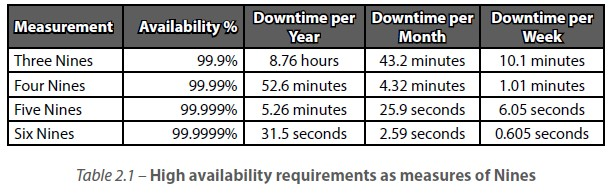 Measurement Availability % Downtime per Year Downtime per Month Downtime per Week
Three Nines 99.9% 8.76 hours 43.2 minutes 10.1 minutes
Four Nines 99.99% 52.6 minutes 4.32 minutes 1.01 minutes
Five Nines 99.999% 5.26 minutes 25.9 seconds 6.05 seconds
Six Nines 99.9999% 31.5 seconds 2.59 seconds 0.605 seconds
Table 2.1 – High availability requirements as measures of Nines